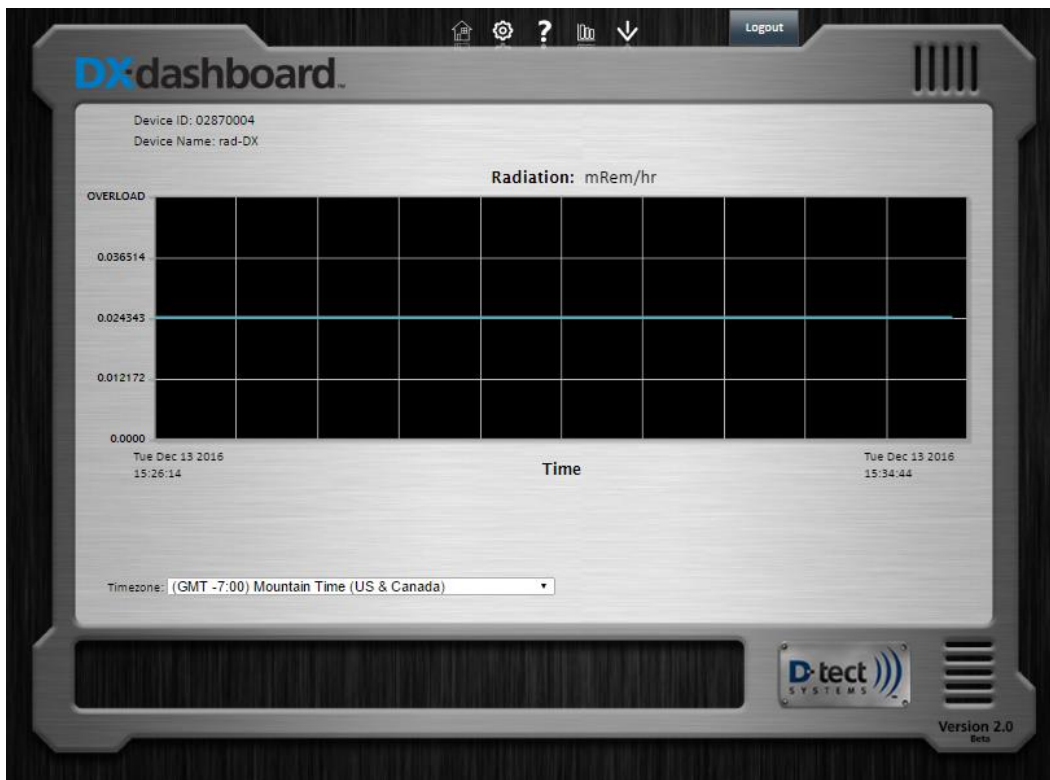 ?
Logout
DXdashboard™
Device ID: 02870004
Device Name: rad-DX
Radiation: mRem/hr
OVERLOAD
0.036514
0.024343
0.012172
0.0000
Tue Dec 13 2016
15:26:14
Time
Tue Dec 13 2016
15:34:44
Timezone: (GMT -7:00) Mountain Time (US & Canada)
D·tect
SYSTEMS™
Version 2.0
Beta